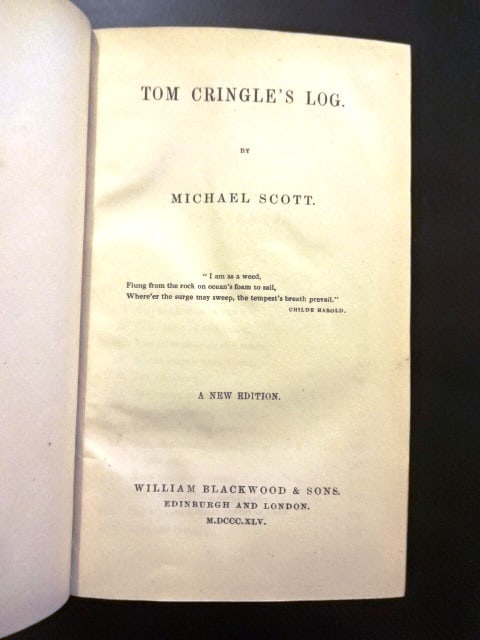 TOM CRINGLE'S LOG.
BY
MICHAEL SCOTT.
"I am as a weed,
Flung from the rock on ocean's foam to sail,
Where'er the surge may sweep, the tempest's breath prevail."
CHILDE HAROLD.
A NEW EDITION.
WILLIAM BLACKWOOD & SONS,
EDINBURGH AND LONDON.
M.DCCC.XLV.